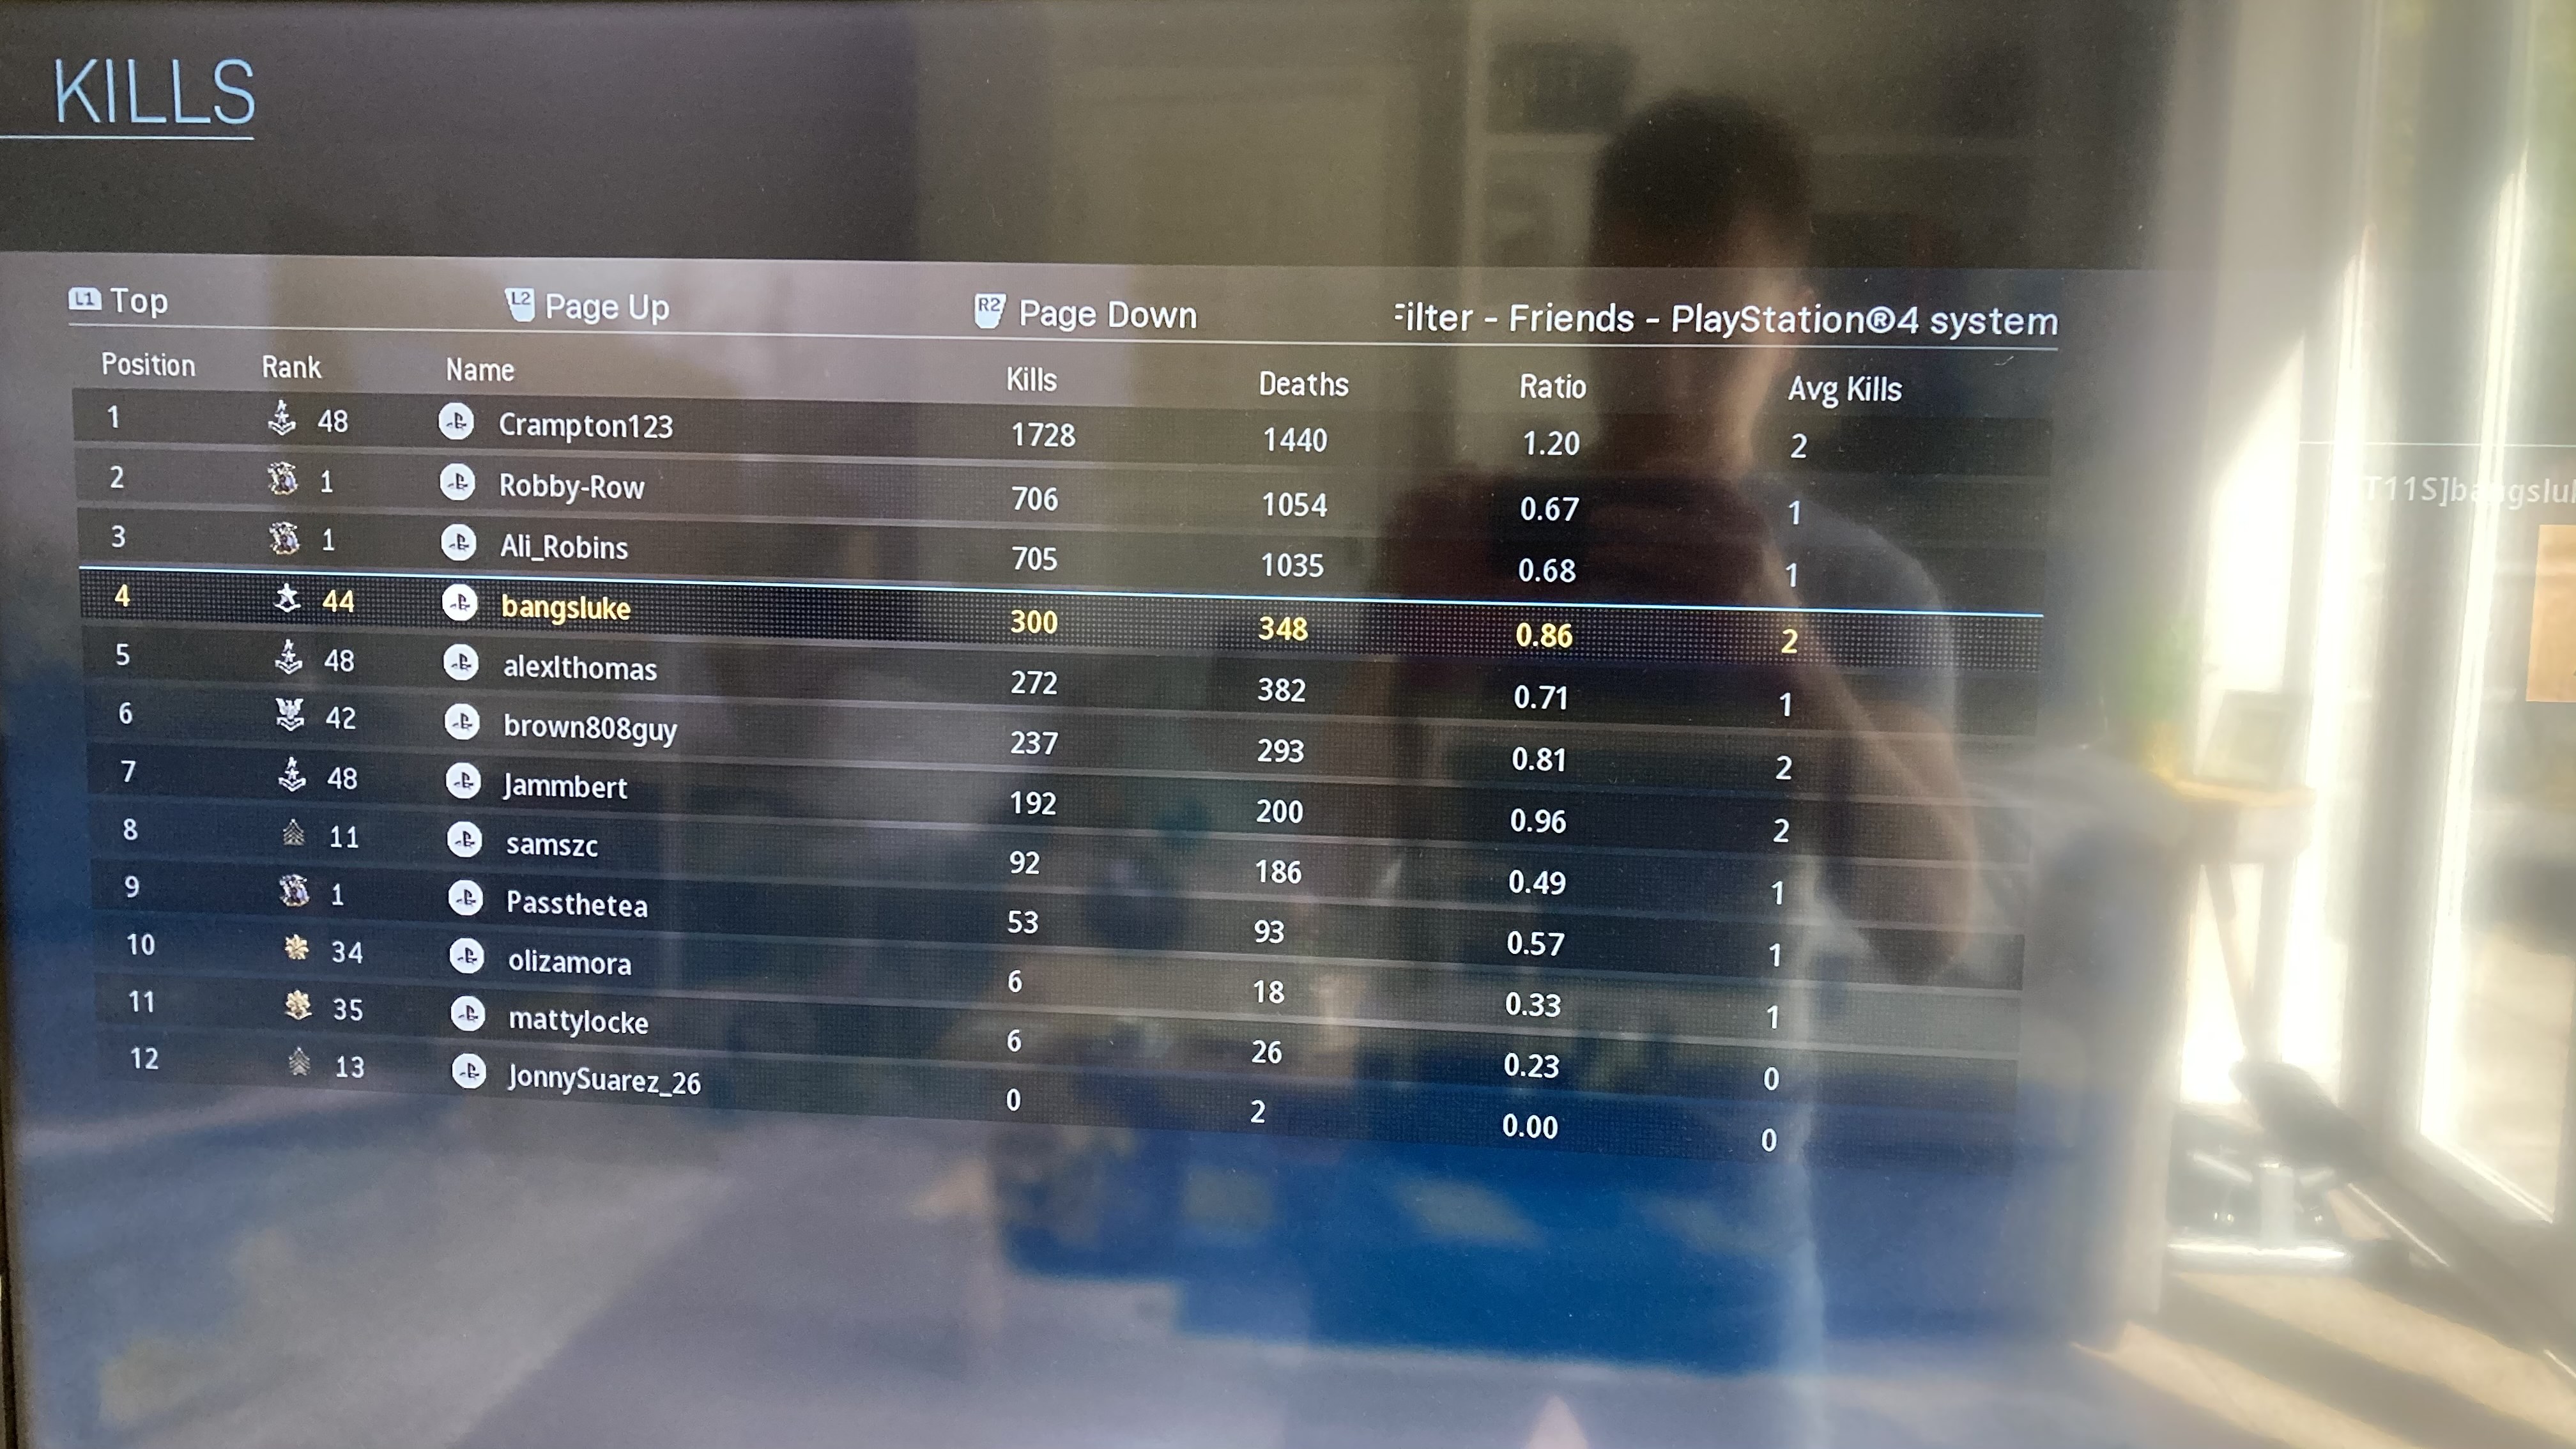 KILLS
L1 Top L2 Page Up R2 Page Down Filter - Friends - PlayStation®4 system
Position Rank Name Kills Deaths Ratio Avg Kills
1 48 Crampton123 1728 1440 1.20 2
2 1 Robby-Row 706 1054 0.67 1
3 1 Ali_Robins 705 1035 0.68 1
4 44 bangsluke 300 348 0.86 2
5 48 alexlthomas 272 382 0.71 1
6 42 brown808guy 237 293 0.81 2
7 48 Jammbert 192 200 0.96 2
8 11 samszc 92 186 0.49 1
9 1 Passthetea 53 93 0.57 1
10 34 olizamora 6 18 0.33 1
11 35 mattylocke 6 26 0.23 0
12 13 JonnySuarez_26 0 2 0.00 0
T11S]bangsluk